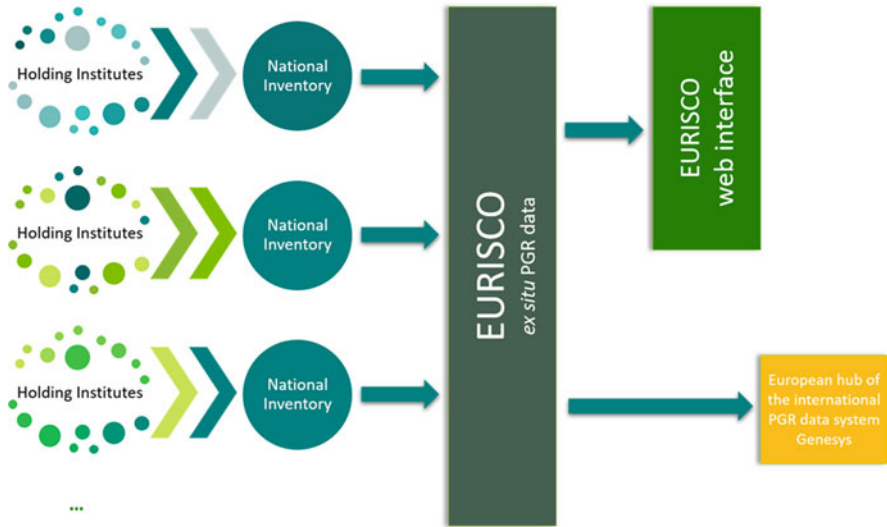 Holding Institutes
National
Inventory
Holding Institutes
National
Inventory
Holding Institutes
National
Inventory
...
EURISCO
ex situ PGR data
EURISCO
web interface
European hub of
the international
PGR data system
Genesys